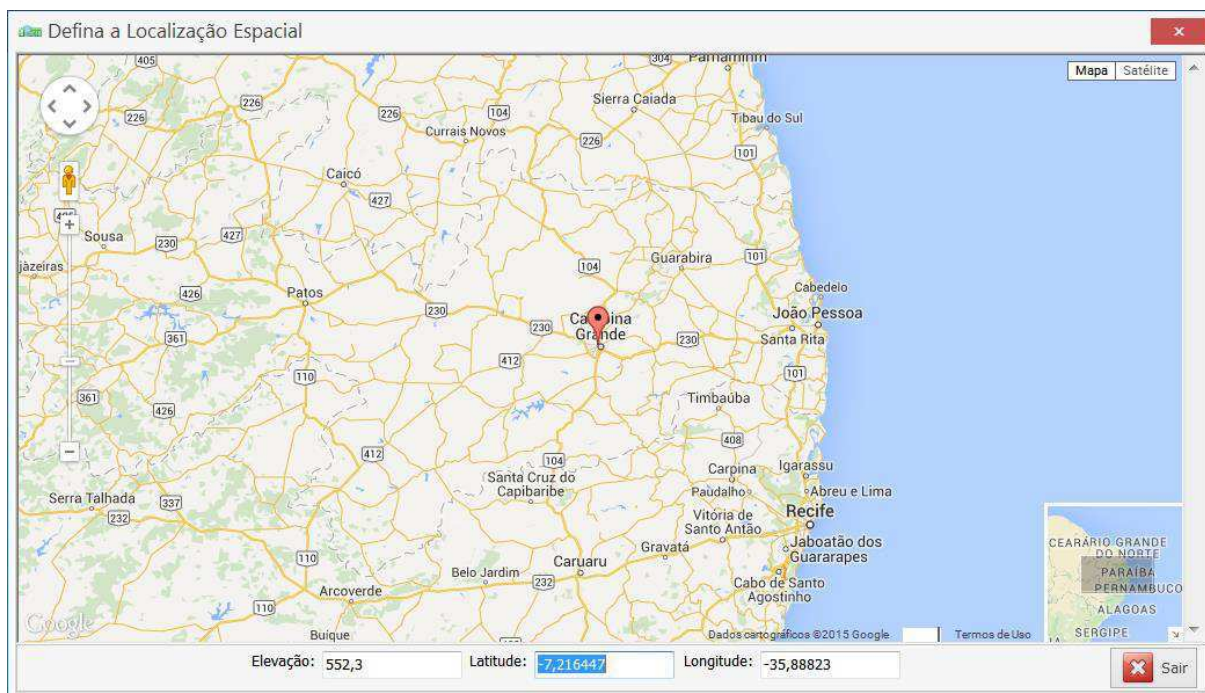 Defina a Localização Espacial
405
304
Parnamirim
Mapa
Satélite
226
226
226
104
Sierra Caiada
Tibau do Sul
Currais Novos
226
101
Caicó
427
Sousa
230
427
Guarabira
101
104
jàzeiras
426
Patos
230
Cabedelo
João Pessoa
Campina
Grande
230
230
Santa Rita
361
412
110
101
361
426
Timbaúba
408
412
104
Carpina
Igarassu
Santa Cruz do
Capibaribe
Paudalho
Abreu e Lima
Serra Talhada
337
232
Recife
Vitória de
Santo Antão
Jaboatão dos
Guararapes
Gravatá
110
Caruaru
Belo Jardim
232
Cabo de Santo
Agostinho
Arcoverde
110
Buíque
Google
CEARÁ
RIO GRANDE
DO NORTE
PARAÍBA
PERNAMBUCO
ALAGOAS
SERGIPE
Dados cartográficos ©2015 Google
Termos de Uso
Elevação: 552,3
Latitude: -7,216447
Longitude: -35,88823
Sair